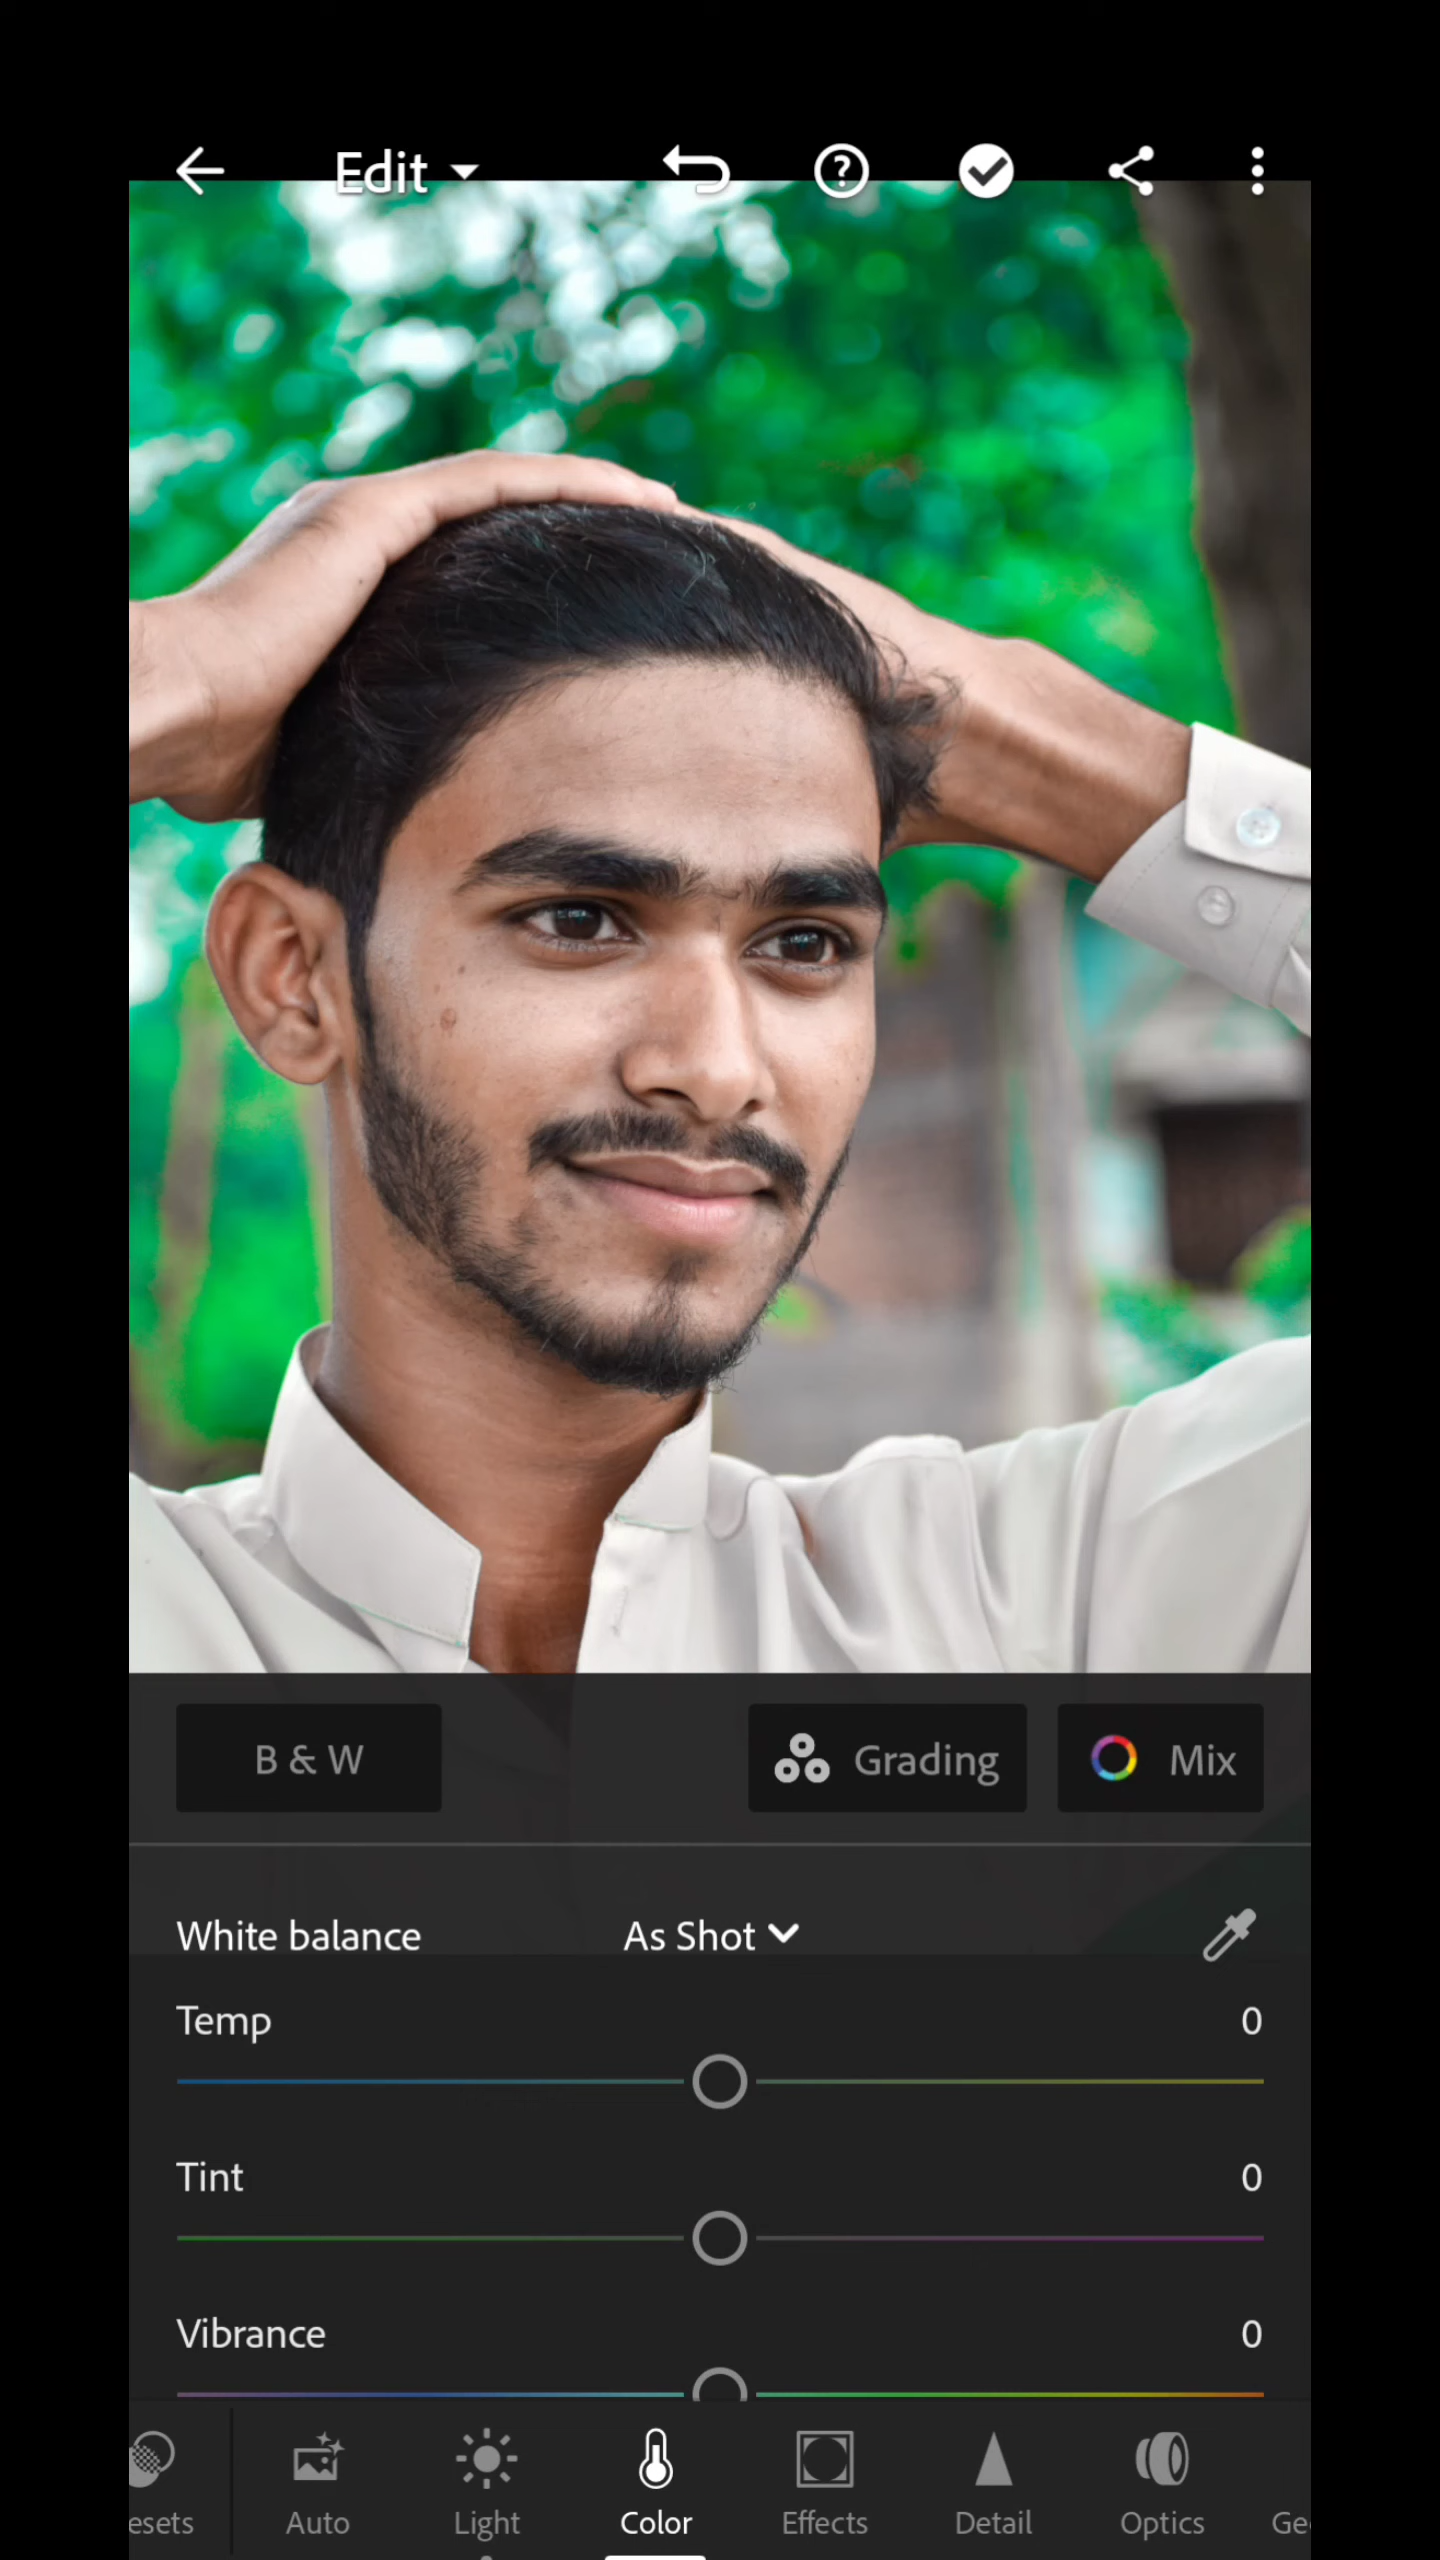 Edit
B & W
Grading
Mix
White balance
As Shot
Temp
0
Tint
0
Vibrance
0
esets
Auto
Light
Color
Effects
Detail
Optics
Ge